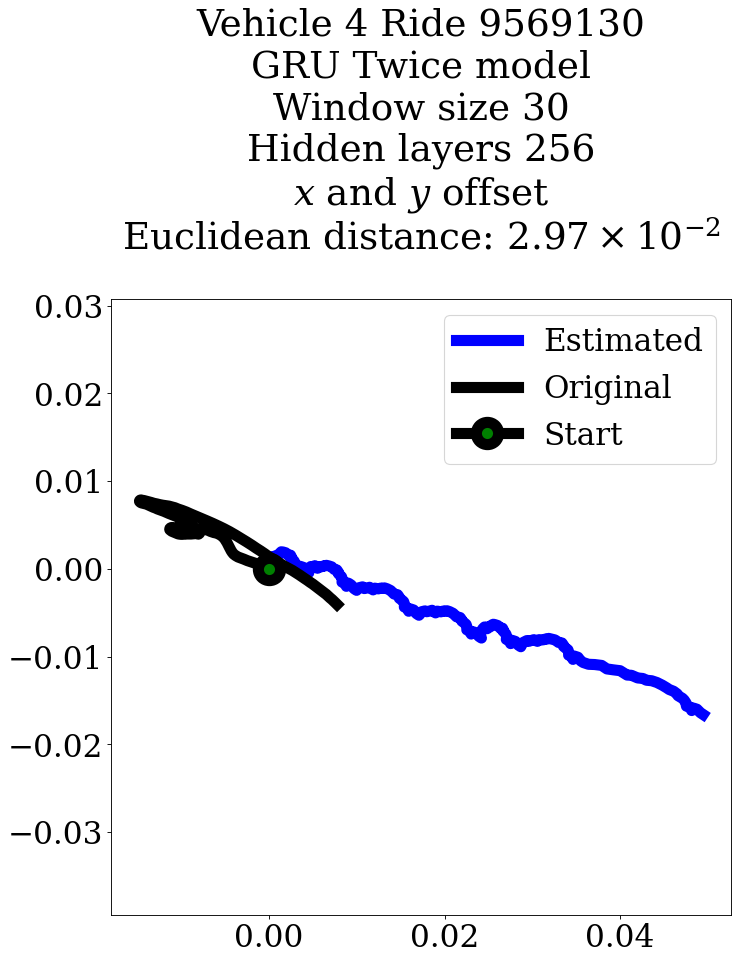 Vehicle 4 Ride 9569130
GRU Twice model
Window size 30
Hidden layers 256
x and y offset
Euclidean distance: 2.97 × 10⁻²
Estimated
Original
Start
0.03
0.02
0.01
0.00
−0.01
−0.02
−0.03
0.00 0.02 0.04